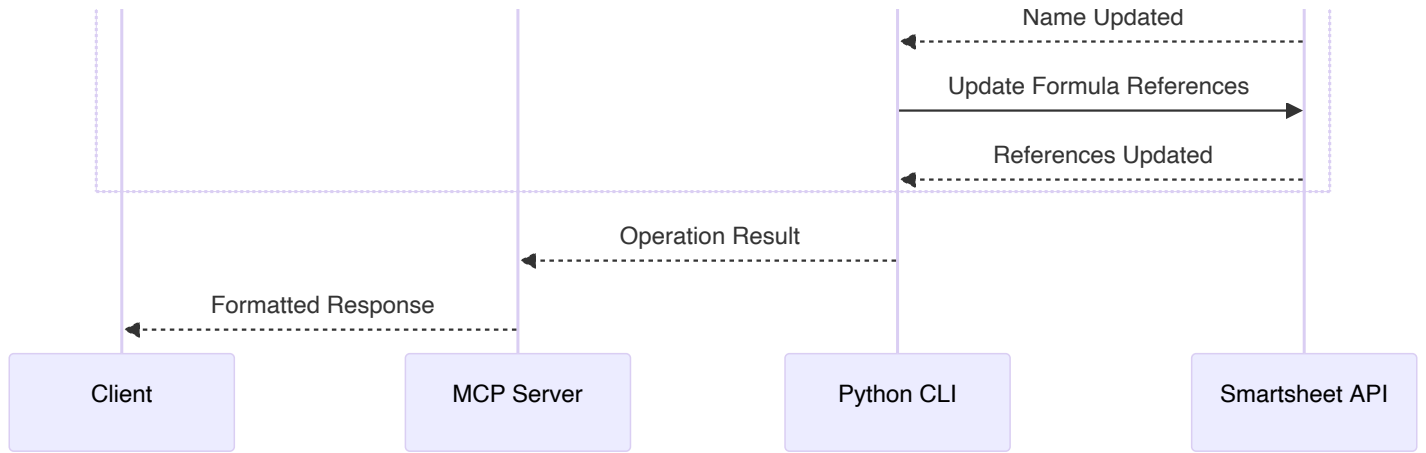 Name Updated
Update Formula References
References Updated
Operation Result
Formatted Response
Client
MCP Server
Python CLI
Smartsheet API